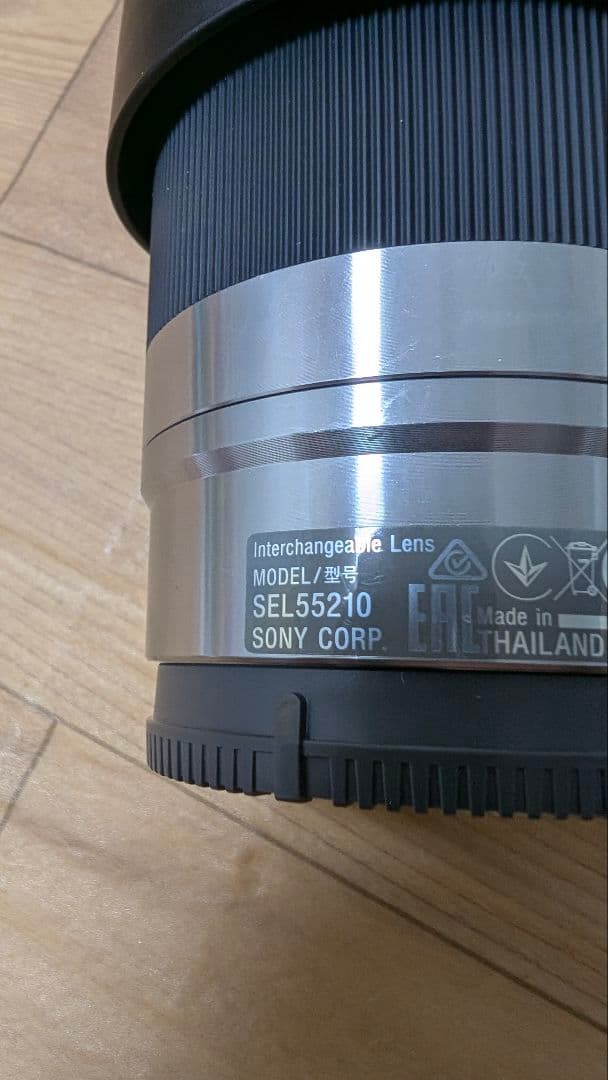 Interchangeable Lens
MODEL/型号
SEL55210
SONY CORP.
EAC
Made in
THAILAND